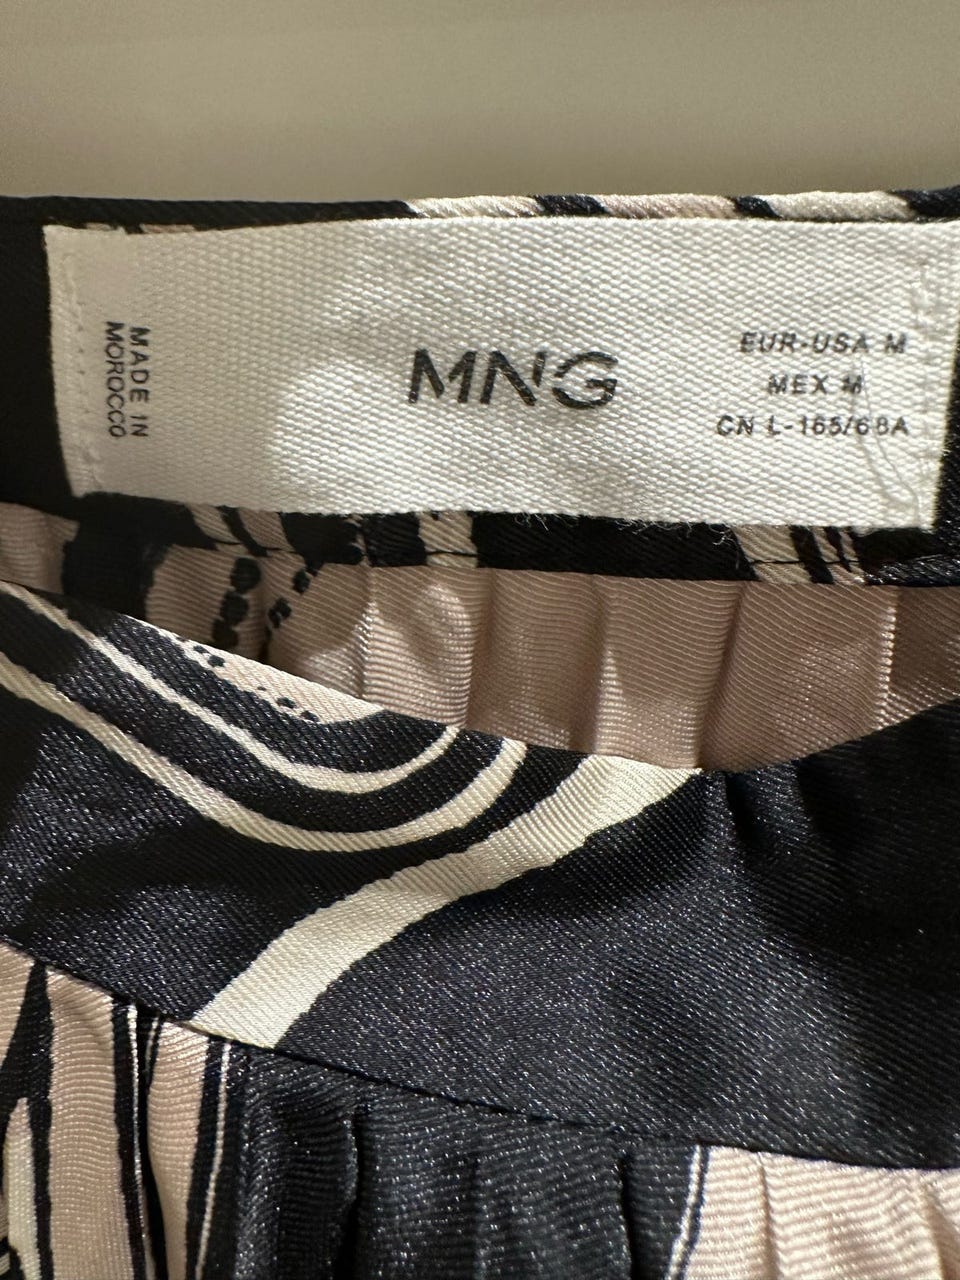 MADE IN
MOROCCO
MNG
EUR-USA M
MEX M
CN L-165/68A